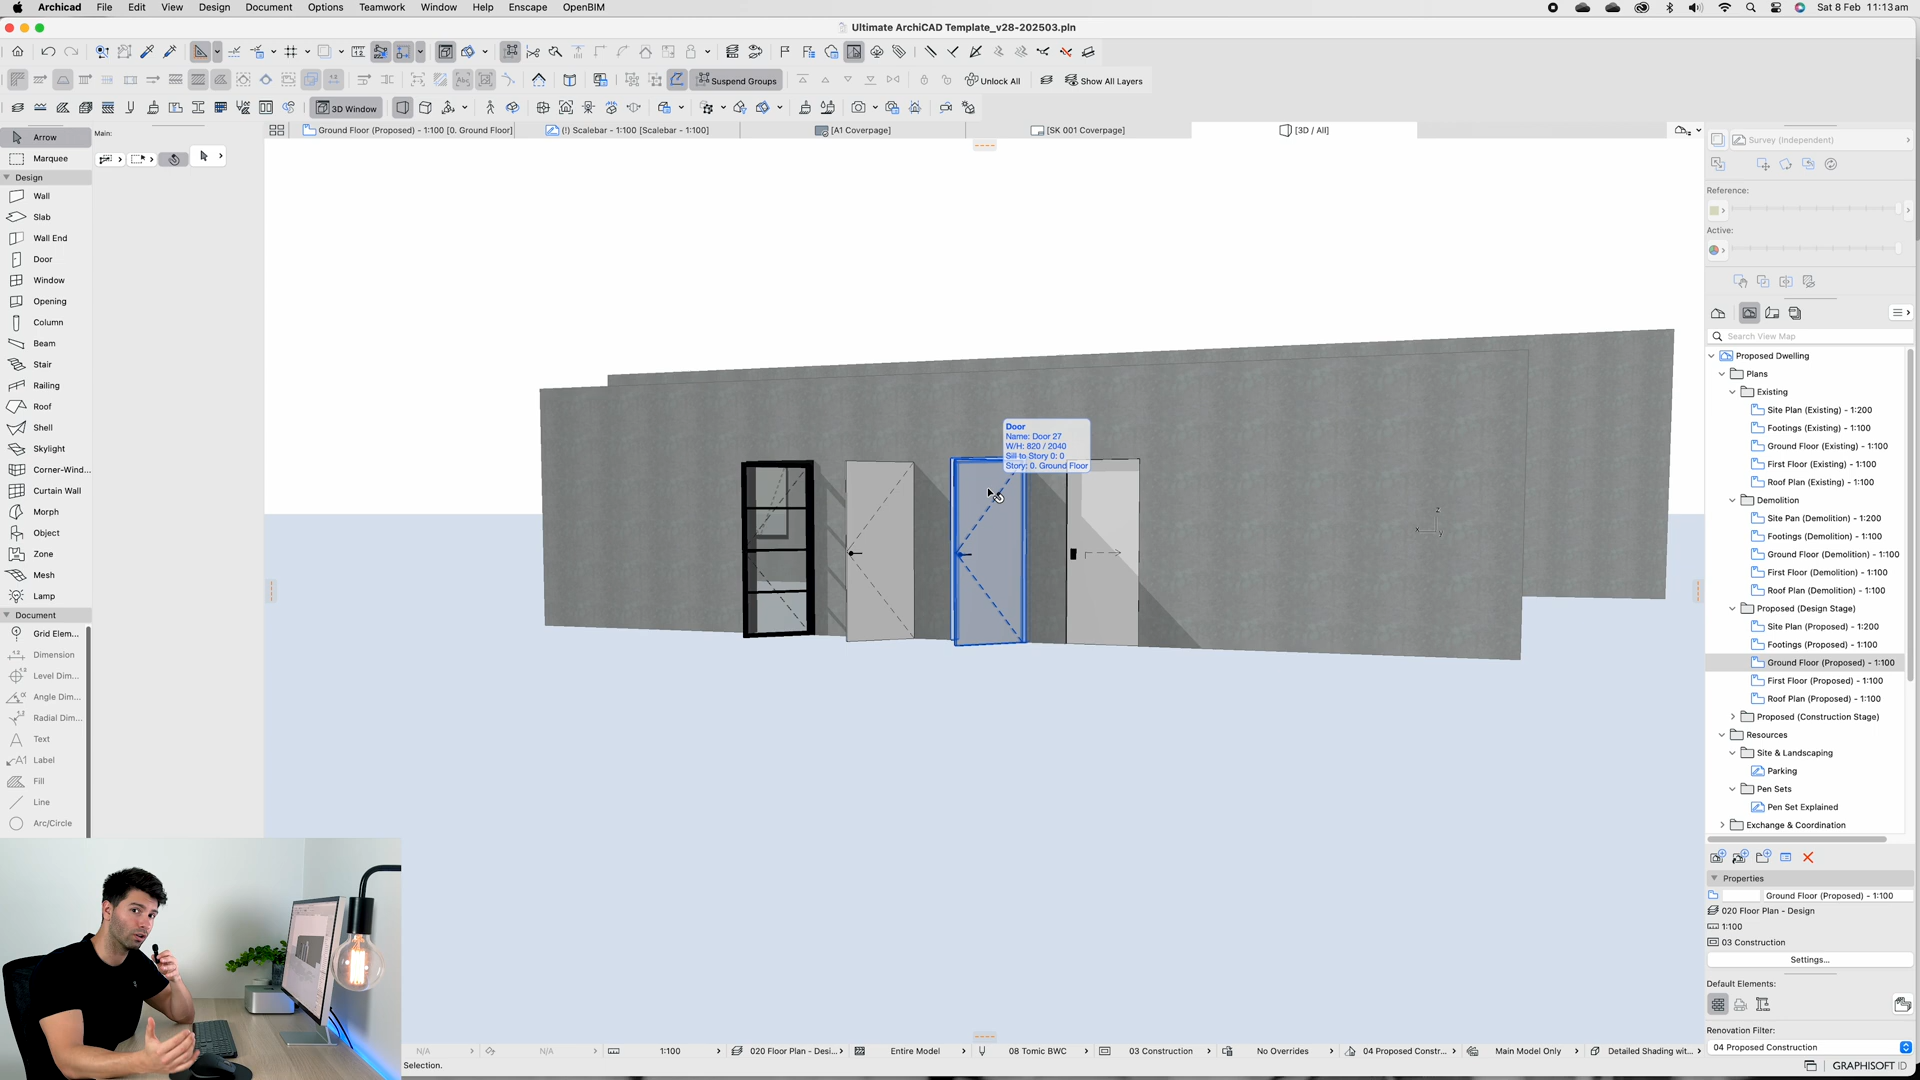 Archicad File Edit View Design Document Options Teamwork Window Help Enscape OpenBIM
Sat 8 Feb 11:13 am
Ultimate ArchiCAD Template_v28-202503.pln
Suspend Groups
Unlock All
Show All Layers
3D Window
Ground Floor (Proposed) - 1:100 [0. Ground Floor]
(!) Scalebar - 1:100 [Scalebar - 1:100]
[A1 Coverpage]
[SK 001 Coverpage]
[3D / All]
Main:
Arrow
Marquee
Design
Wall
Slab
Wall End
Door
Window
Opening
Column
Beam
Stair
Railing
Roof
Shell
Skylight
Corner-Wind...
Curtain Wall
Morph
Object
Zone
Mesh
Lamp
Document
Grid Elem...
Dimension
Level Dim...
Angle Dim...
Radial Dim...
Text
A1 Label
Fill
Line
Arc/Circle
Door
Name: Door 27
W/H: 820 / 2040
Sill to Story 0: 0
Story: 0. Ground Floor
z
x
y
Survey (Independent)
Reference:
Active:
Search View Map
Proposed Dwelling
Plans
Existing
Site Plan (Existing) - 1:200
Footings (Existing) - 1:100
Ground Floor (Existing) - 1:100
First Floor (Existing) - 1:100
Roof Plan (Existing) - 1:100
Demolition
Site Pan (Demolition) - 1:200
Footings (Demolition) - 1:100
Ground Floor (Demolition) - 1:100
First Floor (Demolition) - 1:100
Roof Plan (Demolition) - 1:100
Proposed (Design Stage)
Site Plan (Proposed) - 1:200
Footings (Proposed) - 1:100
Ground Floor (Proposed) - 1:100
First Floor (Proposed) - 1:100
Roof Plan (Proposed) - 1:100
Proposed (Construction Stage)
Resources
Site & Landscaping
Parking
Pen Sets
Pen Set Explained
Exchange & Coordination
Properties
Ground Floor (Proposed) - 1:100
020 Floor Plan - Design
1:100
03 Construction
Settings...
Default Elements:
Renovation Filter:
04 Proposed Construction
N/A
N/A
1:100
020 Floor Plan - Desi...
Entire Model
08 Tomic BWC
03 Construction
No Overrides
04 Proposed Constr...
Main Model Only
Detailed Shading wit...
Selection.
GRAPHISOFT ID